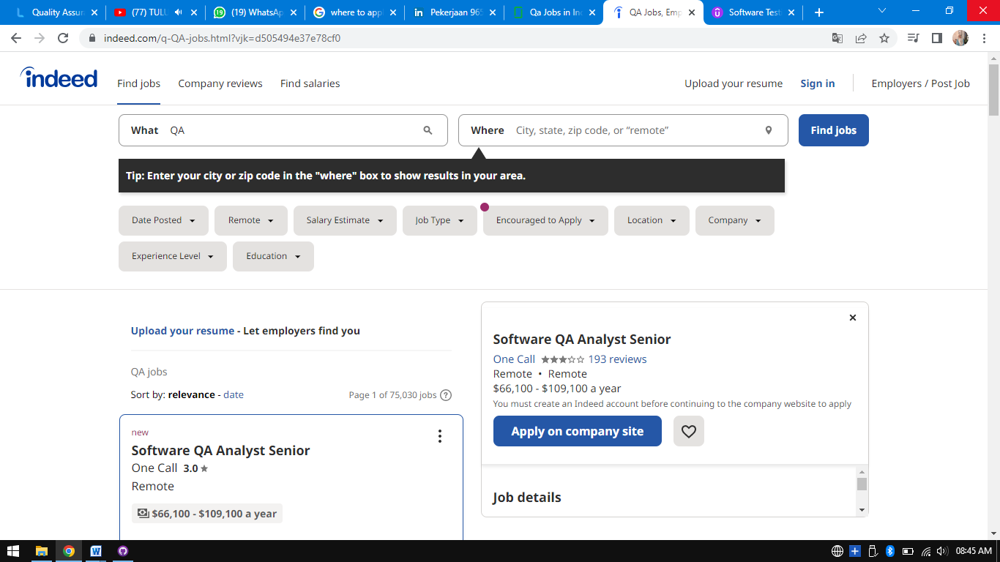 Quality Assur
(77) TULU
(19) WhatsAp
where to app
Pekerjaan 965
Qa Jobs in Ind
QA Jobs, Emp
Software Test
indeed.com/q-QA-jobs.html?vjk=d505494e37e78cf0
indeed
Find jobs
Company reviews
Find salaries
Upload your resume
Sign in
Employers / Post Job
What QA
Where City, state, zip code, or “remote”
Find jobs
Tip: Enter your city or zip code in the "where" box to show results in your area.
Date Posted
Remote
Salary Estimate
Job Type
Encouraged to Apply
Location
Company
Experience Level
Education
Upload your resume - Let employers find you
QA jobs
Sort by: relevance - date
Page 1 of 75,030 jobs ?
new
Software QA Analyst Senior
One Call 3.0
Remote
$66,100 - $109,100 a year
Software QA Analyst Senior
One Call 193 reviews
Remote • Remote
$66,100 - $109,100 a year
You must create an Indeed account before continuing to the company website to apply
Apply on company site
Job details
08:45 AM